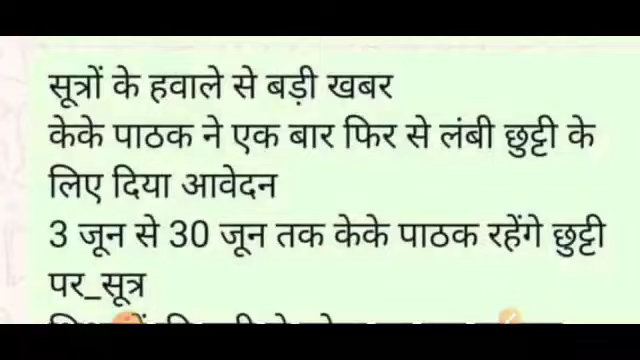 सूत्रों के हवाले से बड़ी खबर
केके पाठक ने एक बार फिर से लंबी छुट्टी के
लिए दिया आवेदन
3 जून से 30 जून तक केके पाठक रहेंगे छुट्टी
पर_सूत्र